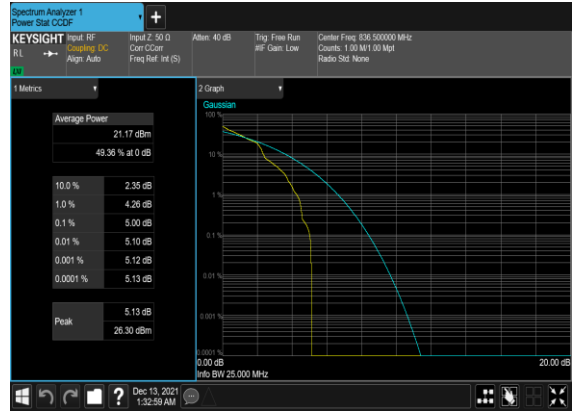 Spectrum Analyzer 1
Power Stat CCDF
+
KEYSIGHT
RL
Input: RF
Coupling: DC
Align: Auto
Input Z: 50 Ω
Corr CCorr
Freq Ref: Int (S)
Atten: 40 dB
Trig: Free Run
#IF Gain: Low
Center Freq: 836.500000 MHz
Counts: 1.00 M/1.00 Mpt
Radio Std: None
1 Metrics
Average Power
21.17 dBm
49.36 % at 0 dB
10.0 % 2.35 dB
1.0 % 4.26 dB
0.1 % 5.00 dB
0.01 % 5.10 dB
0.001 % 5.12 dB
0.0001 % 5.13 dB
Peak
5.13 dB
26.30 dBm
2 Graph
Gaussian
100 %
10 %
1 %
0.1 %
0.01 %
0.001 %
0.0001 %
0.00 dB
20.00 dB
Info BW 25.000 MHz
?
Dec 13, 2021
1:32:59 AM